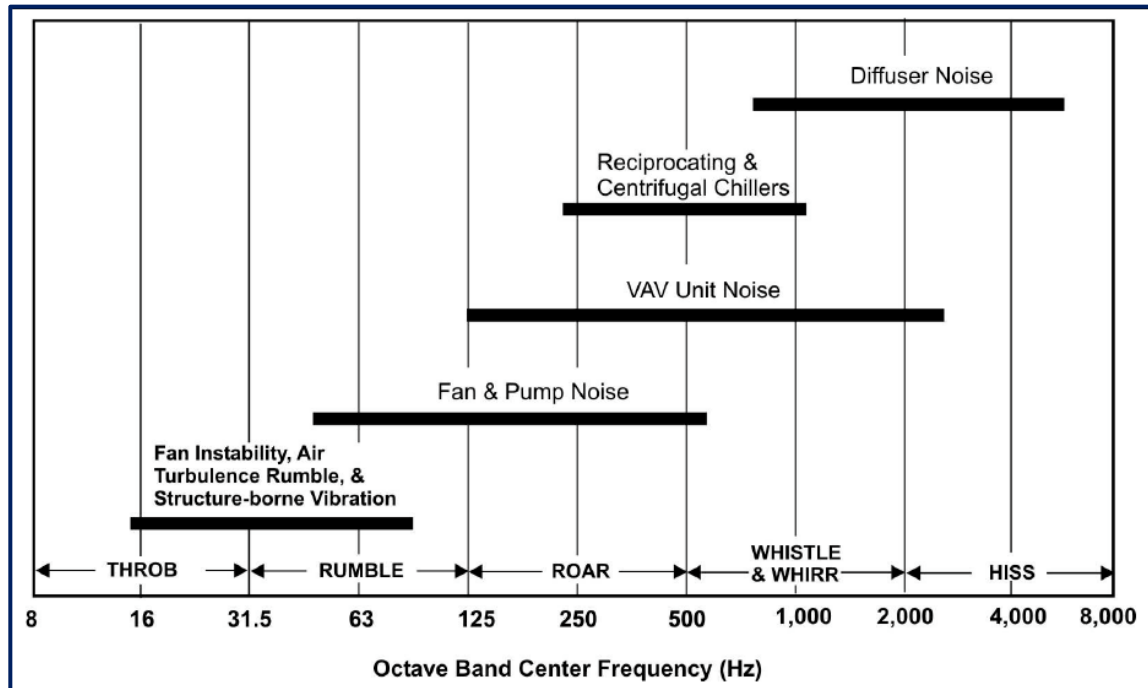 Diffuser Noise
Reciprocating &
Centrifugal Chillers
VAV Unit Noise
Fan & Pump Noise
Fan Instability, Air
Turbulence Rumble, &
Structure-borne Vibration
THROB RUMBLE ROAR WHISTLE
& WHIRR HISS
8 16 31.5 63 125 250 500 1,000 2,000 4,000 8,000
Octave Band Center Frequency (Hz)